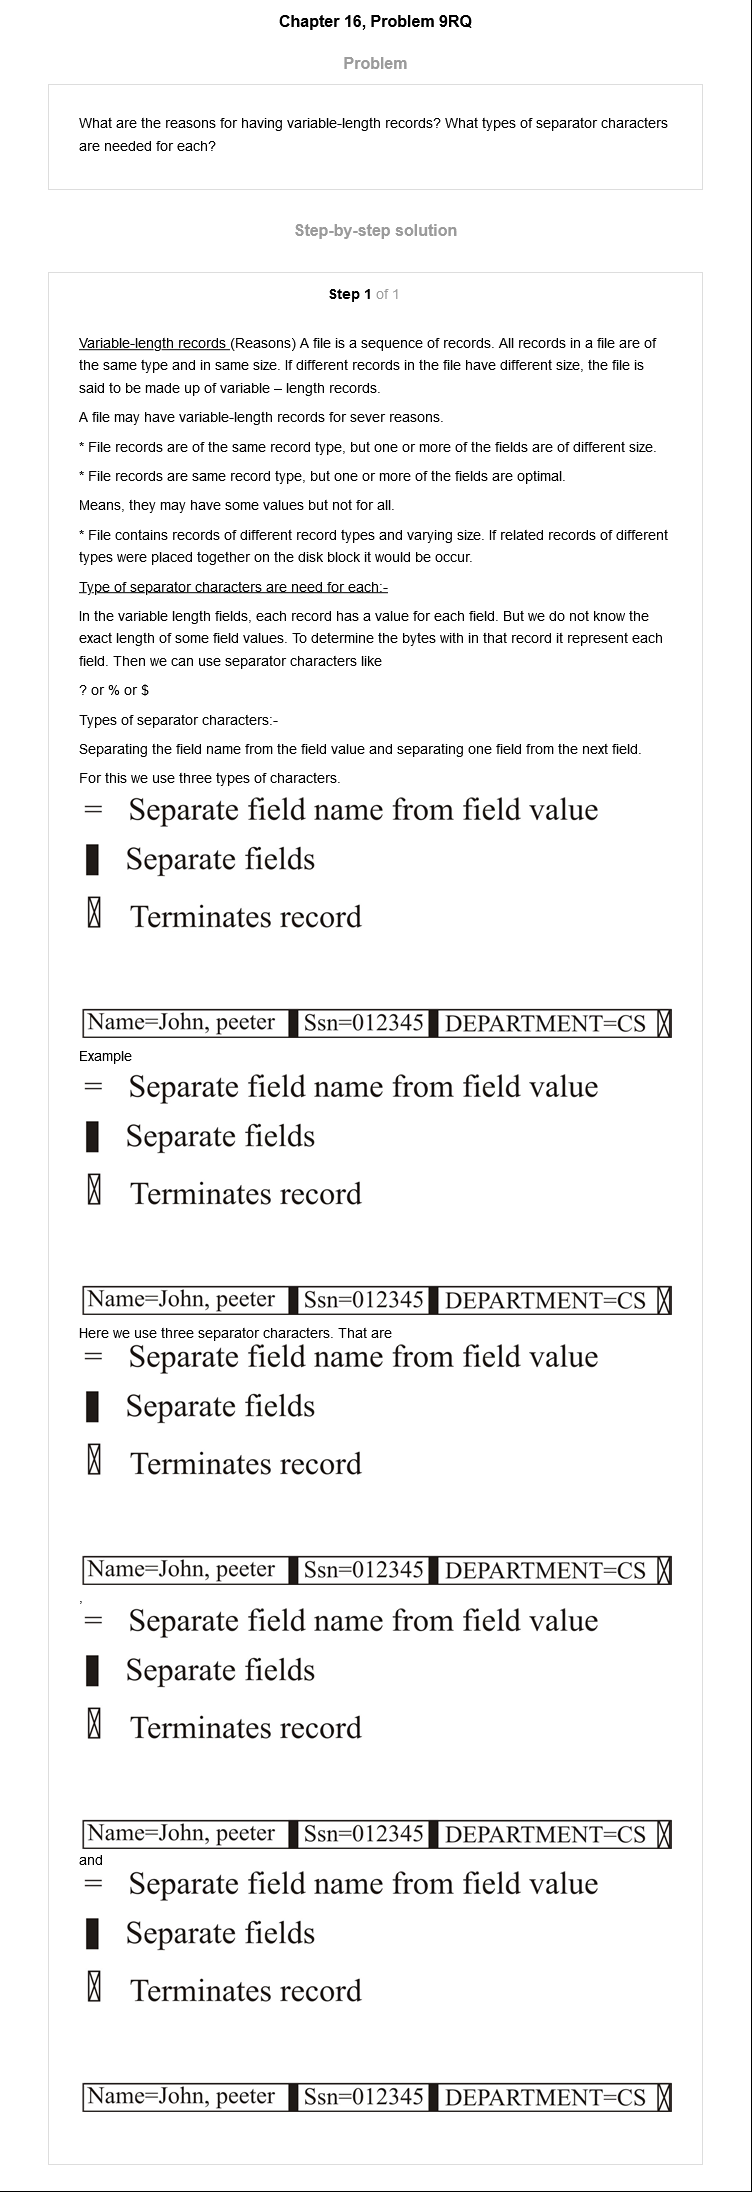 Chapter 16, Problem 9RQ
Problem
What are the reasons for having variable-length records? What types of separator characters
are needed for each?
Step-by-step solution
Step 1 of 1
Variable-length records (Reasons) A file is a sequence of records. All records in a file are of
the same type and in same size. If different records in the file have different size, the file is
said to be made up of variable – length records.
A file may have variable-length records for sever reasons.
* File records are of the same record type, but one or more of the fields are of different size.
* File records are same record type, but one or more of the fields are optimal.
Means, they may have some values but not for all.
* File contains records of different record types and varying size. If related records of different
types were placed together on the disk block it would be occur.
Type of separator characters are need for each:-
In the variable length fields, each record has a value for each field. But we do not know the
exact length of some field values. To determine the bytes with in that record it represent each
field. Then we can use separator characters like
? or % or $
Types of separator characters:-
Separating the field name from the field value and separating one field from the next field.
For this we use three types of characters.
= Separate field name from field value
Separate fields
Terminates record
Name=John, peeter Ssn=012345 DEPARTMENT=CS
Example
= Separate field name from field value
Separate fields
Terminates record
Name=John, peeter Ssn=012345 DEPARTMENT=CS
Here we use three separator characters. That are
= Separate field name from field value
Separate fields
Terminates record
Name=John, peeter Ssn=012345 DEPARTMENT=CS
,
= Separate field name from field value
Separate fields
Terminates record
Name=John, peeter Ssn=012345 DEPARTMENT=CS
and
= Separate field name from field value
Separate fields
Terminates record
Name=John, peeter Ssn=012345 DEPARTMENT=CS